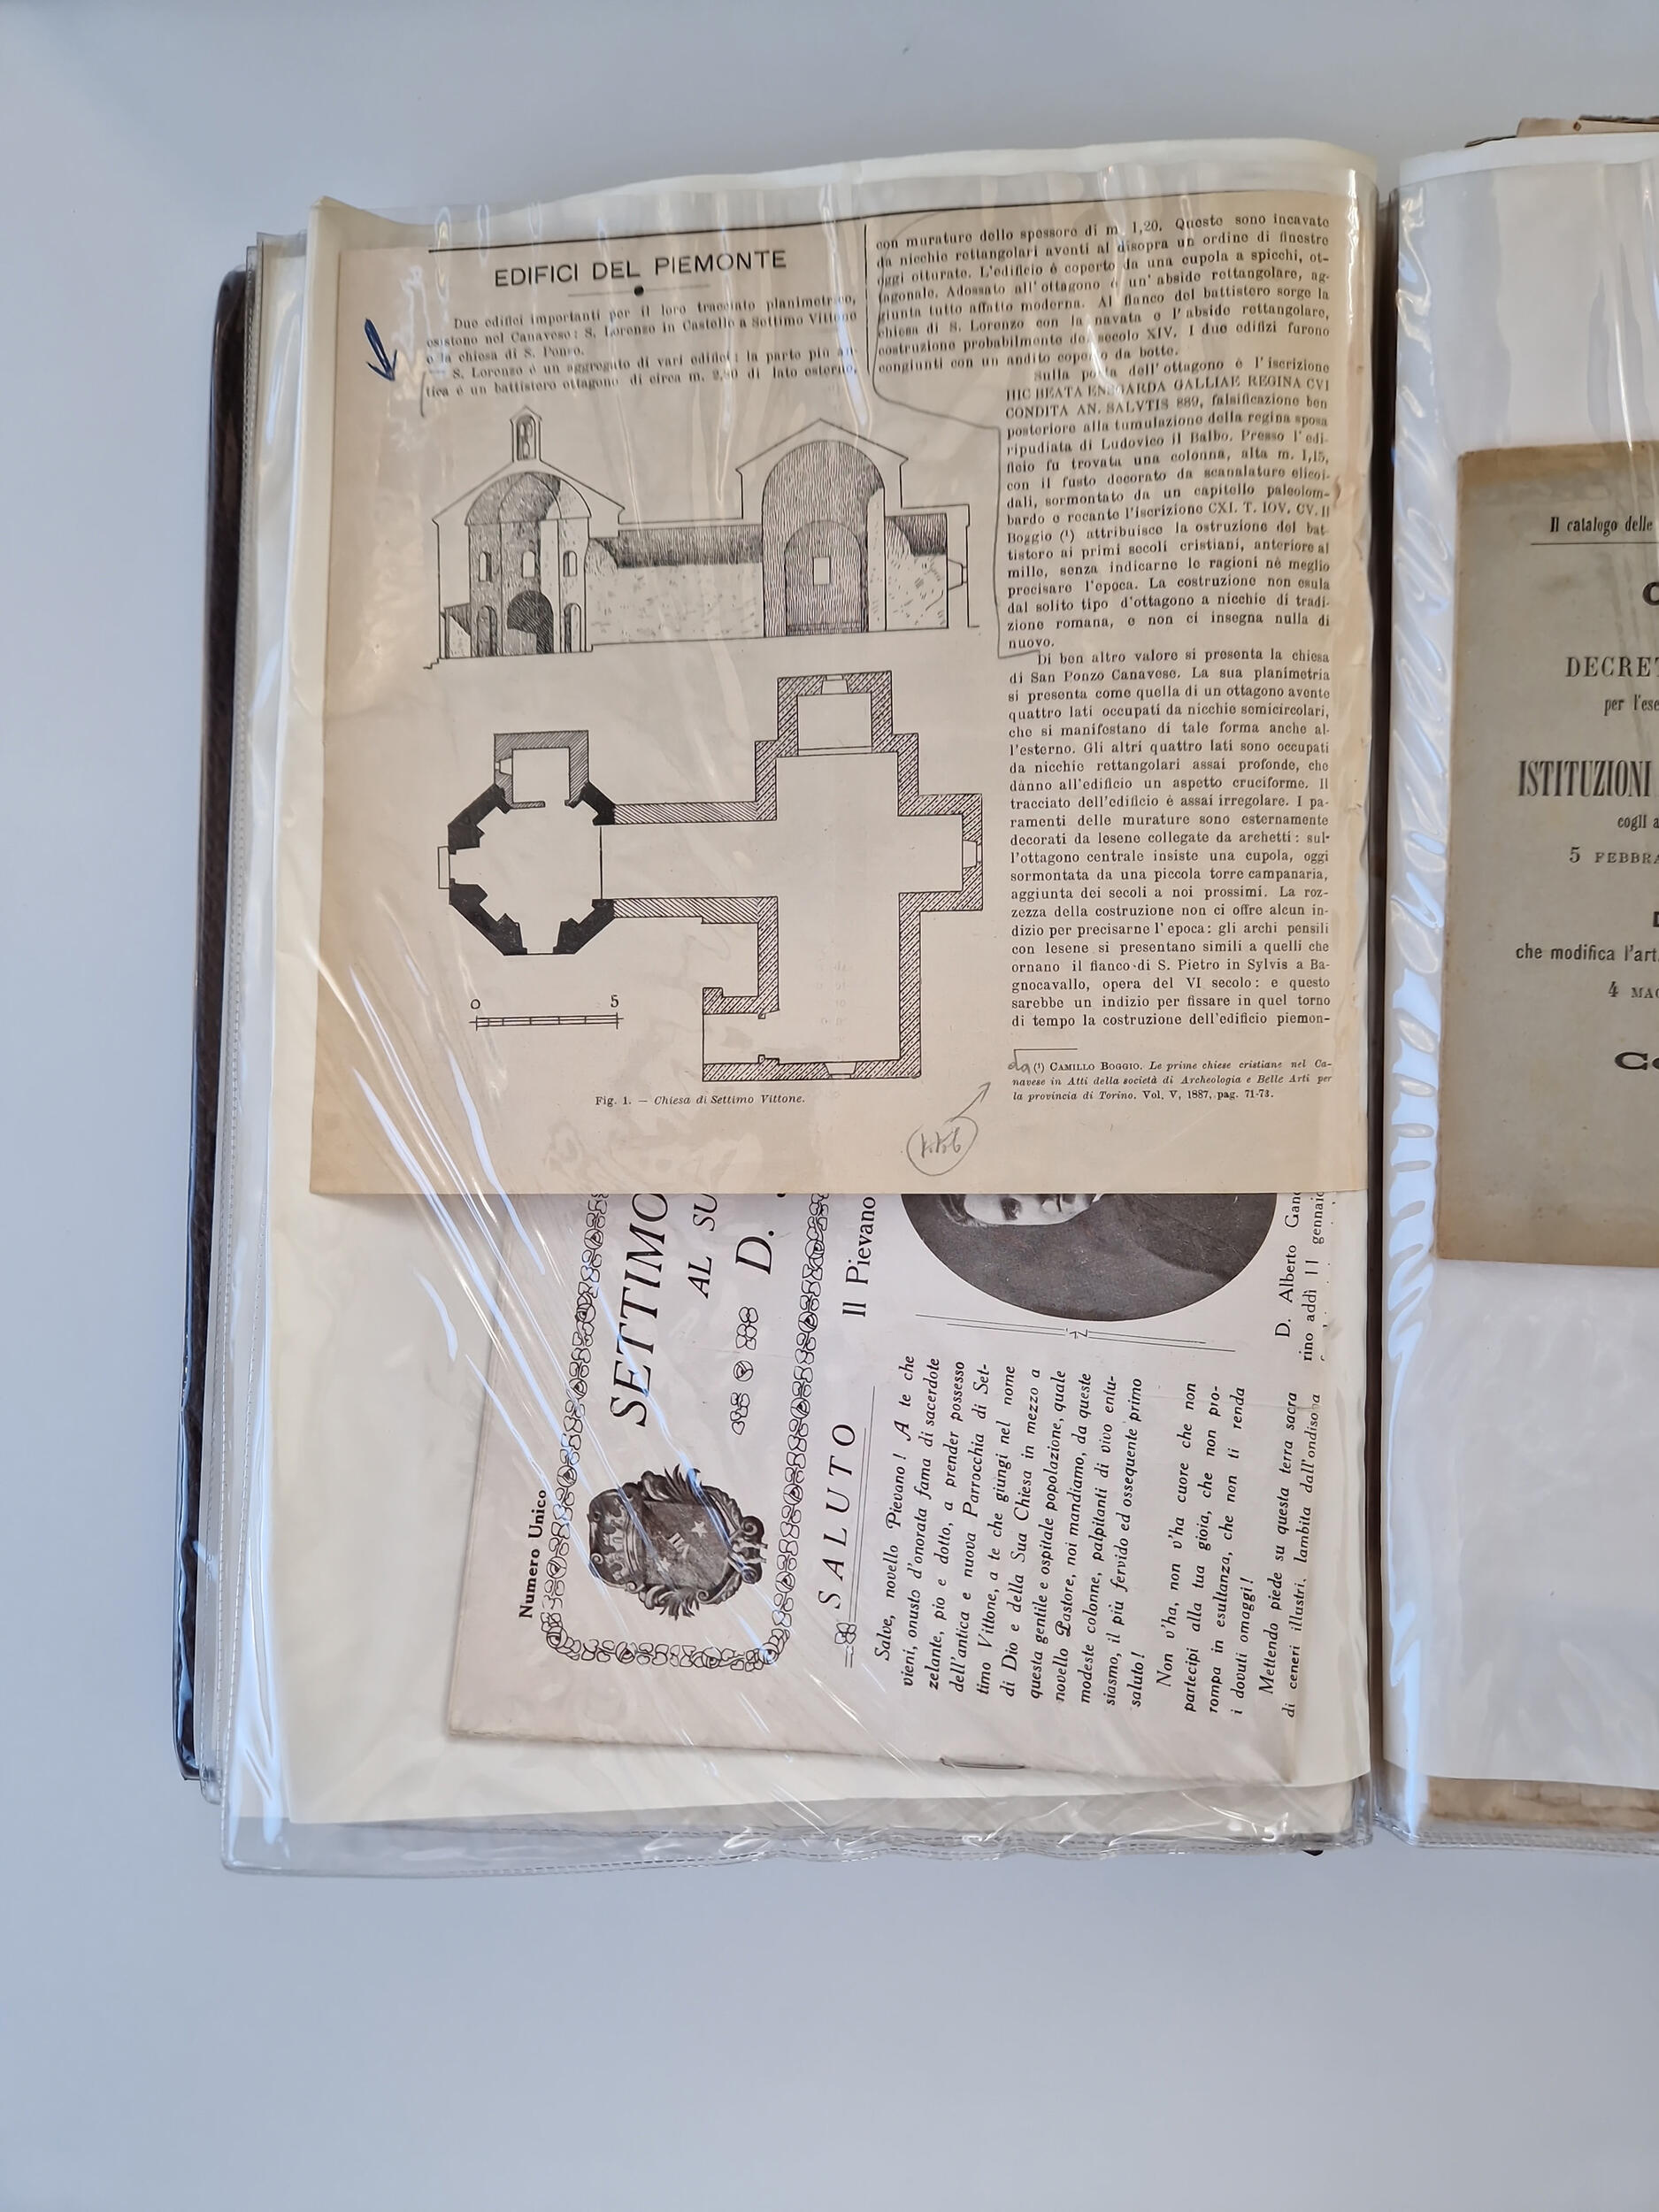 EDIFICI DEL PIEMONTE
Due edifici importanti per il loro tracciato planimetrico,
esistono nel Canavese: S. Lorenzo in Castello a Settimo Vittone
e la chiesa di S. Ponzo.
S. Lorenzo è un aggregato di vari edifici: la parte più an-
tica è un battistero ottagono di circa m. 2,90 di lato esterno,
con murature dello spessore di m. 1,20. Queste sono incavate
da nicchie rettangolari aventi al disopra un ordine di finestre
oggi otturate. L'edificio è coperto da una cupola a spicchi, ot-
tagonale. Adossato all'ottagono è un'abside rettangolare, ag-
giunta tutto affatto moderna. Al fianco del battistero sorge la
chiesa di S. Lorenzo con la navata e l'abside rettangolare,
costruzione probabilmente del secolo XIV. I due edifizi furono
congiunti con un andito coperto da botte.
Sulla porta dell'ottagono è l'iscrizione
HIC BEATA ENSGARDA GALLIAE REGINA CVI
CONDITA AN. SALVTIS 889, falsificazione ben
posteriore alla tumulazione della regina sposa
ripudiata di Ludovico il Balbo. Presso l'edi-
ficio fu trovata una colonna, alta m. 1,15,
con il fusto decorato da scanalature elicoi-
dali, sormontato da un capitello paleolom-
bardo e recante l'iscrizione CXI. T. IOV. CV. Il
Boggio (¹) attribuisce la ostruzione del bat-
tistero ai primi secoli cristiani, anteriore al
mille, senza indicarne le ragioni nè meglio
precisare l'epoca. La costruzione non esula
dal solito tipo d'ottagono a nicchie di tradi-
zione romana, e non ci insegna nulla di
nuovo.
Di ben altro valore si presenta la chiesa
di San Ponzo Canavese. La sua planimetria
si presenta come quella di un ottagono avente
quattro lati occupati da nicchie semicircolari,
che si manifestano di tale forma anche al-
l'esterno. Gli altri quattro lati sono occupati
da nicchie rettangolari assai profonde, che
dànno all'edificio un aspetto cruciforme. Il
tracciato dell'edificio è assai irregolare. I pa-
ramenti delle murature sono esternamente
decorati da lesene collegate da archetti: sul-
l'ottagono centrale insiste una cupola, oggi
sormontata da una piccola torre campanaria,
aggiunta dei secoli a noi prossimi. La roz-
zezza della costruzione non ci offre alcun in-
dizio per precisarne l'epoca: gli archi pensili
con lesene si presentano simili a quelli che
ornano il fianco di S. Pietro in Sylvis a Ba-
gnocavallo, opera del VI secolo: e questo
sarebbe un indizio per fissare in quel torno
di tempo la costruzione dell'edificio piemon-
da (¹) CAMILLO BOGGIO. Le prime chiese cristiane nel Ca-
navese in Atti della società di Archeologia e Belle Arti per
la provincia di Torino. Vol. V, 1887, pag. 71-73.
0 5
Fig. 1. — Chiesa di Settimo Vittone.
Numero Unico
SETTIMO
AL SU
D.
SALUTO
Il Pievano
Salve, novello Pievano! A te che
vieni, onusto d'onorata fama di sacerdote
zelante, pio e dotto, a prender possesso
dell'antica e nuova Parrocchia di Set-
timo Vittone, a te che giungi nel nome
di Dio e della Sua Chiesa in mezzo a
questa gentile e ospitale popolazione, quale
novello Pastore, noi mandiamo, da queste
modeste colonne, palpitanti di vivo entu-
siasmo, il più fervido ed ossequente primo
saluto!
Non v'ha, non v'ha cuore che non
partecipi alla tua gioia, che non pro-
rompa in esultanza, che non ti renda
i dovuti omaggi!
Mettendo piede su questa terra sacra
di ceneri illustri, lambita dall'ondisona
D. Alberto Gand
rino addì 11 gennaio
Il catalogo delle
DECRET
per l'ese
ISTITUZIONI
cogli a
5 FEBBRA
che modifica l'art.
4 MAG